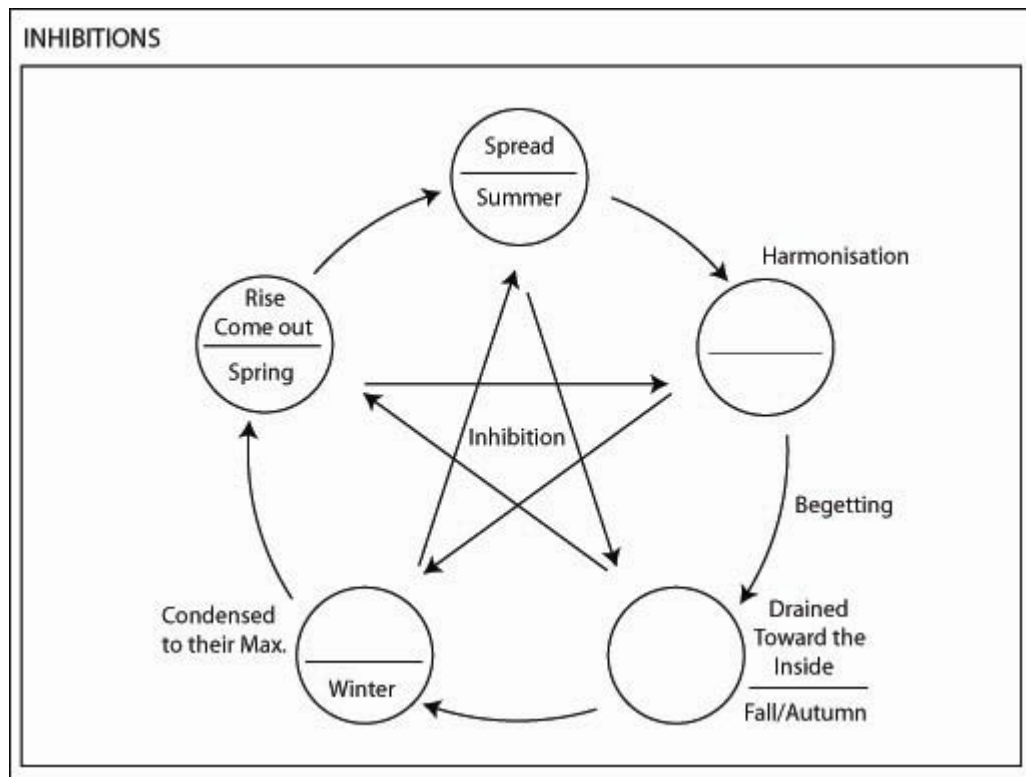 INHIBITIONS
Spread
Summer
Harmonisation
Rise
Come out
Spring
Inhibition
Begetting
Condensed
to their Max.
Winter
Drained
Toward the
Inside
Fall/Autumn